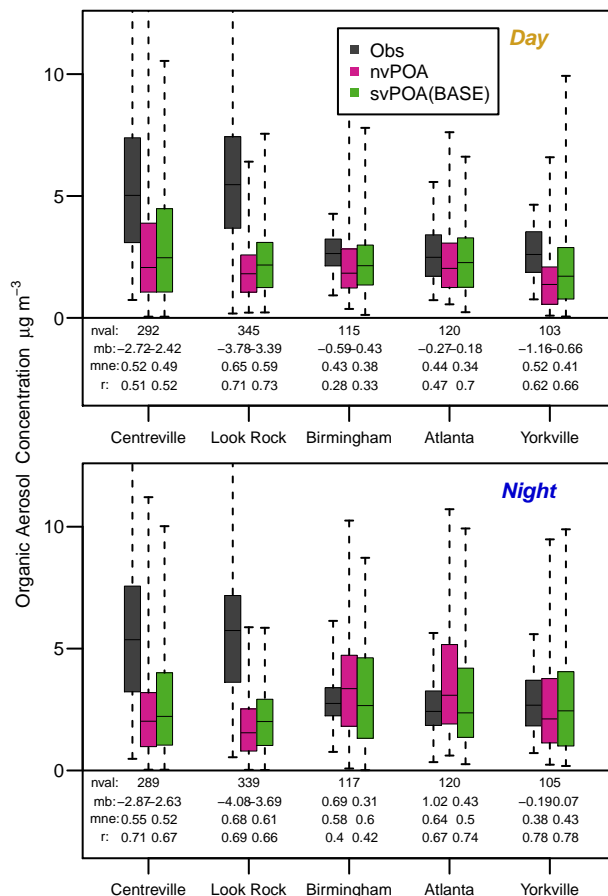 Organic Aerosol Concentration µg m−3
Day
Obs
nvPOA
svPOA(BASE)
10
5
0
nval: 292 345 115 120 103
mb: −2.72−2.42 −3.78−3.39 −0.59−0.43 −0.27−0.18 −1.16−0.66
mne: 0.52 0.49 0.65 0.59 0.43 0.38 0.44 0.34 0.52 0.41
r: 0.51 0.52 0.71 0.73 0.28 0.33 0.47 0.7 0.62 0.66
Centreville Look Rock Birmingham Atlanta Yorkville
Night
10
5
0
nval: 289 339 117 120 105
mb: −2.87−2.63 −4.08−3.69 0.69 0.31 1.02 0.43 −0.190.07
mne: 0.55 0.52 0.68 0.61 0.58 0.6 0.64 0.5 0.38 0.43
r: 0.71 0.67 0.69 0.66 0.4 0.42 0.67 0.74 0.78 0.78
Centreville Look Rock Birmingham Atlanta Yorkville